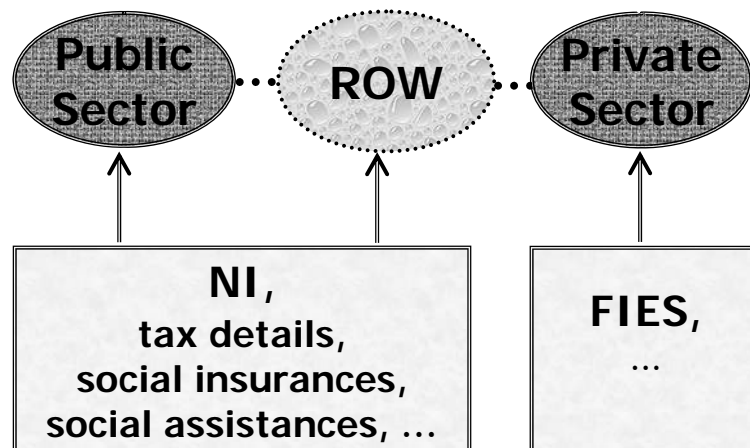 Public
Sector
ROW
Private
Sector
NI,
tax details,
social insurances,
social assistances, ...
FIES,
...